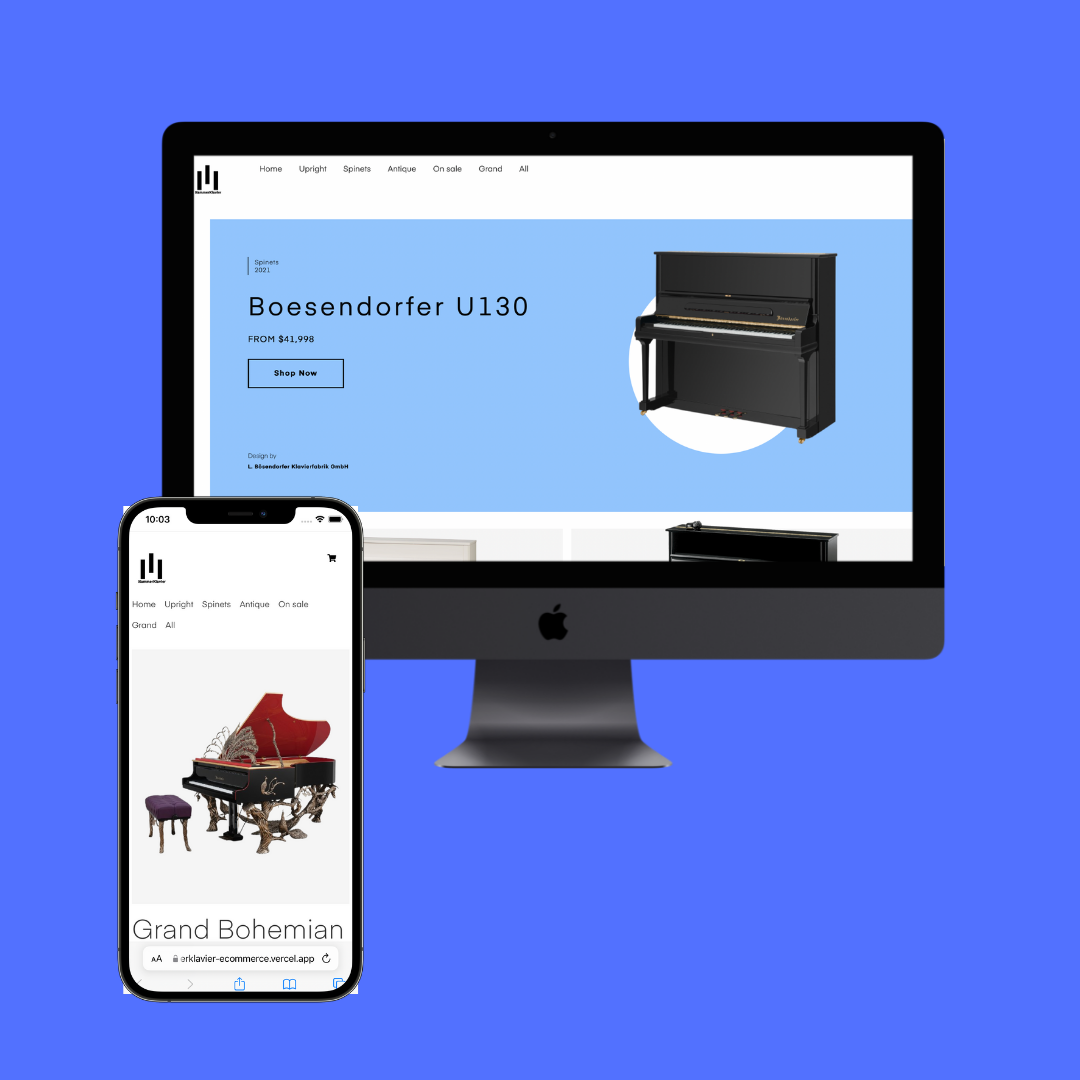 Home Upright Spinets Antique On sale Grand All
Spinets
2021
Boesendorfer U130
FROM $41,998
Shop Now
Design by
L. Bösendorfer Klavierfabrik GmbH
Bösendorfer
10:03
HammerKlavier
Home Upright Spinets Antique On sale
Grand All
Grand Bohemian
AA erklavier-ecommerce.vercel.app